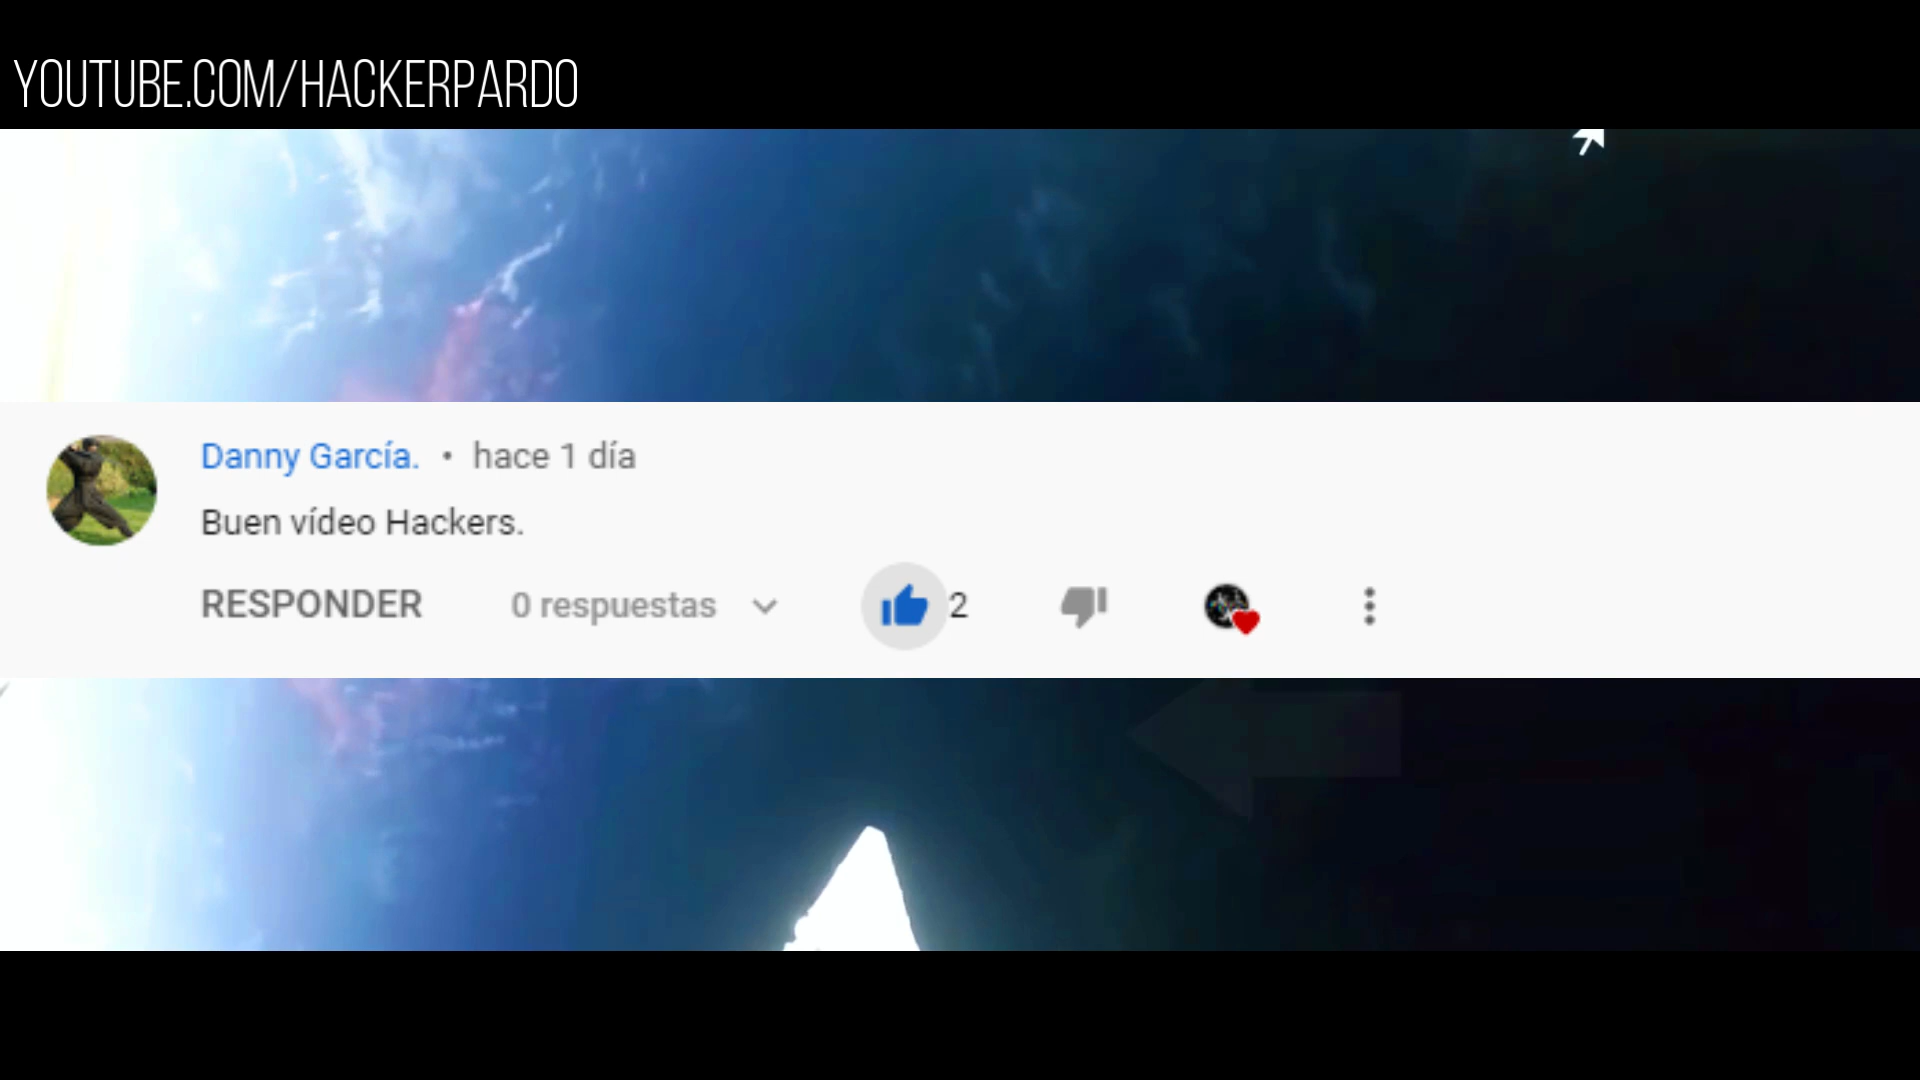 YOUTUBE.COM/HACKERPARDO
Danny García. • hace 1 día
Buen vídeo Hackers.
RESPONDER 0 respuestas 2